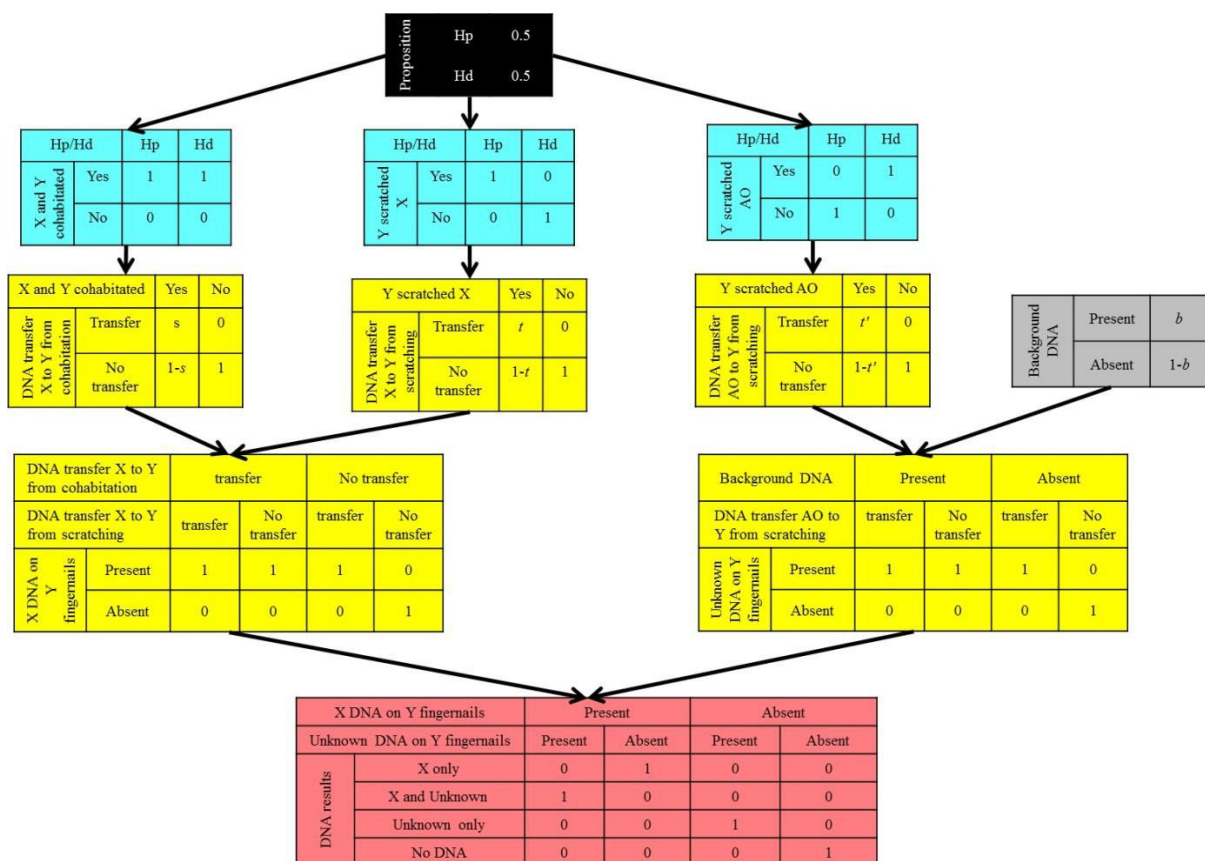 Proposition
Hp 0.5
Hd 0.5
Hp/Hd Hp Hd
X and Y
cohabitated
Yes 1 1
No 0 0
Hp/Hd Hp Hd
Y scratched
X
Yes 1 0
No 0 1
Hp/Hd Hp Hd
Y scratched
AO
Yes 0 1
No 1 0
X and Y cohabitated Yes No
DNA transfer
X to Y from
cohabitation
Transfer s 0
No
transfer
1-s 1
Y scratched X Yes No
DNA transfer
X to Y from
scratching
Transfer t 0
No
transfer
1-t 1
Y scratched AO Yes No
DNA transfer
AO to Y from
scratching
Transfer t' 0
No
transfer
1-t' 1
Background
DNA
Present b
Absent 1-b
DNA transfer X to Y
from cohabitation
transfer No transfer
DNA transfer X to Y
from scratching
transfer No
transfer
transfer No
transfer
X DNA on
Y
fingernails
Present 1 1 1 0
Absent 0 0 0 1
Background DNA Present Absent
DNA transfer AO to
Y from scratching
transfer No
transfer
transfer No
transfer
Unknown
DNA on Y
fingernails
Present 1 1 1 0
Absent 0 0 0 1
X DNA on Y fingernails Present Absent
Unknown DNA on Y fingernails Present Absent Present Absent
DNA results
X only 0 1 0 0
X and Unknown 1 0 0 0
Unknown only 0 0 1 0
No DNA 0 0 0 1